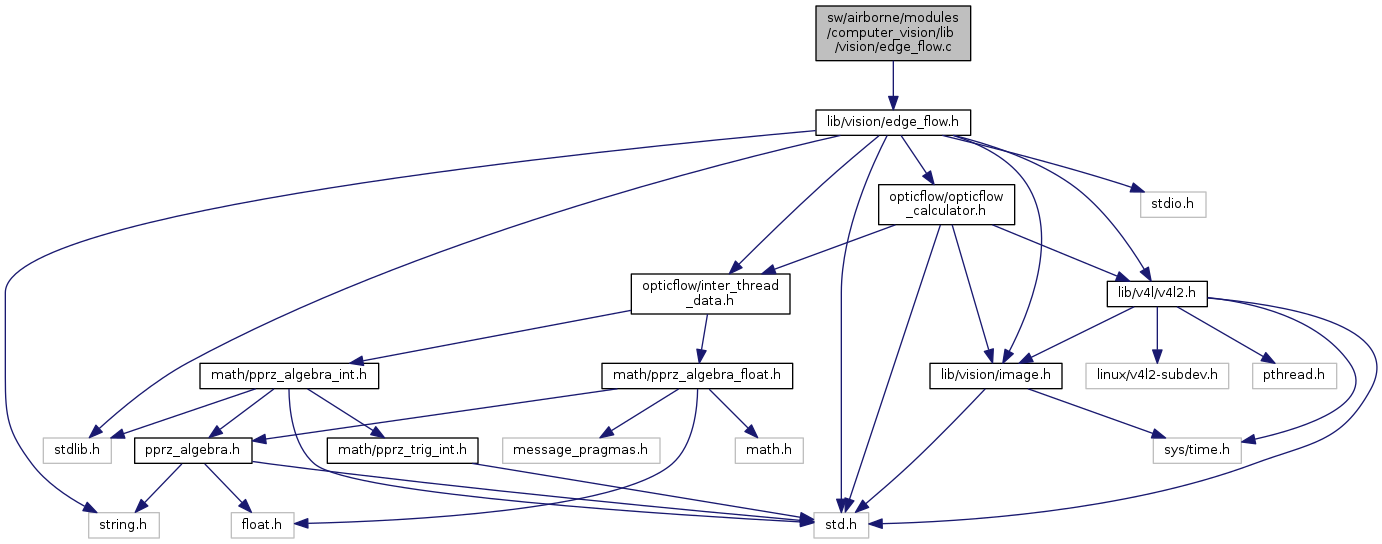 sw/airborne/modules
/computer_vision/lib
/vision/edge_flow.c
lib/vision/edge_flow.h
opticflow/opticflow
_calculator.h
stdio.h
opticflow/inter_thread
_data.h
lib/v4l/v4l2.h
math/pprz_algebra_int.h
math/pprz_algebra_float.h
lib/vision/image.h
linux/v4l2-subdev.h
pthread.h
stdlib.h
pprz_algebra.h
math/pprz_trig_int.h
message_pragmas.h
math.h
sys/time.h
string.h
float.h
std.h